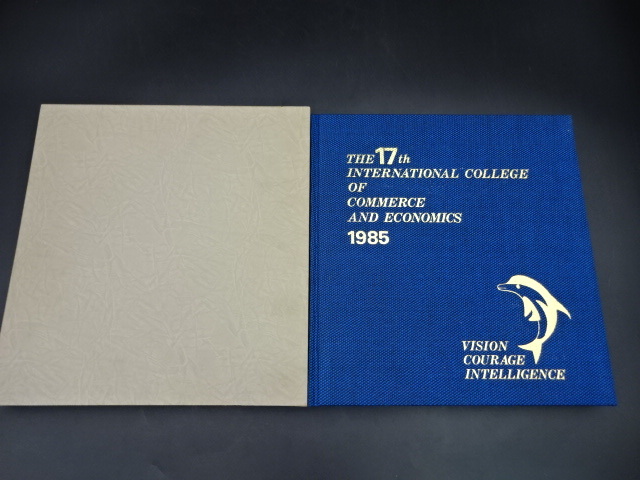 THE 17th
INTERNATIONAL COLLEGE
OF
COMMERCE
AND ECONOMICS
1985
VISION
COURAGE
INTELLIGENCE